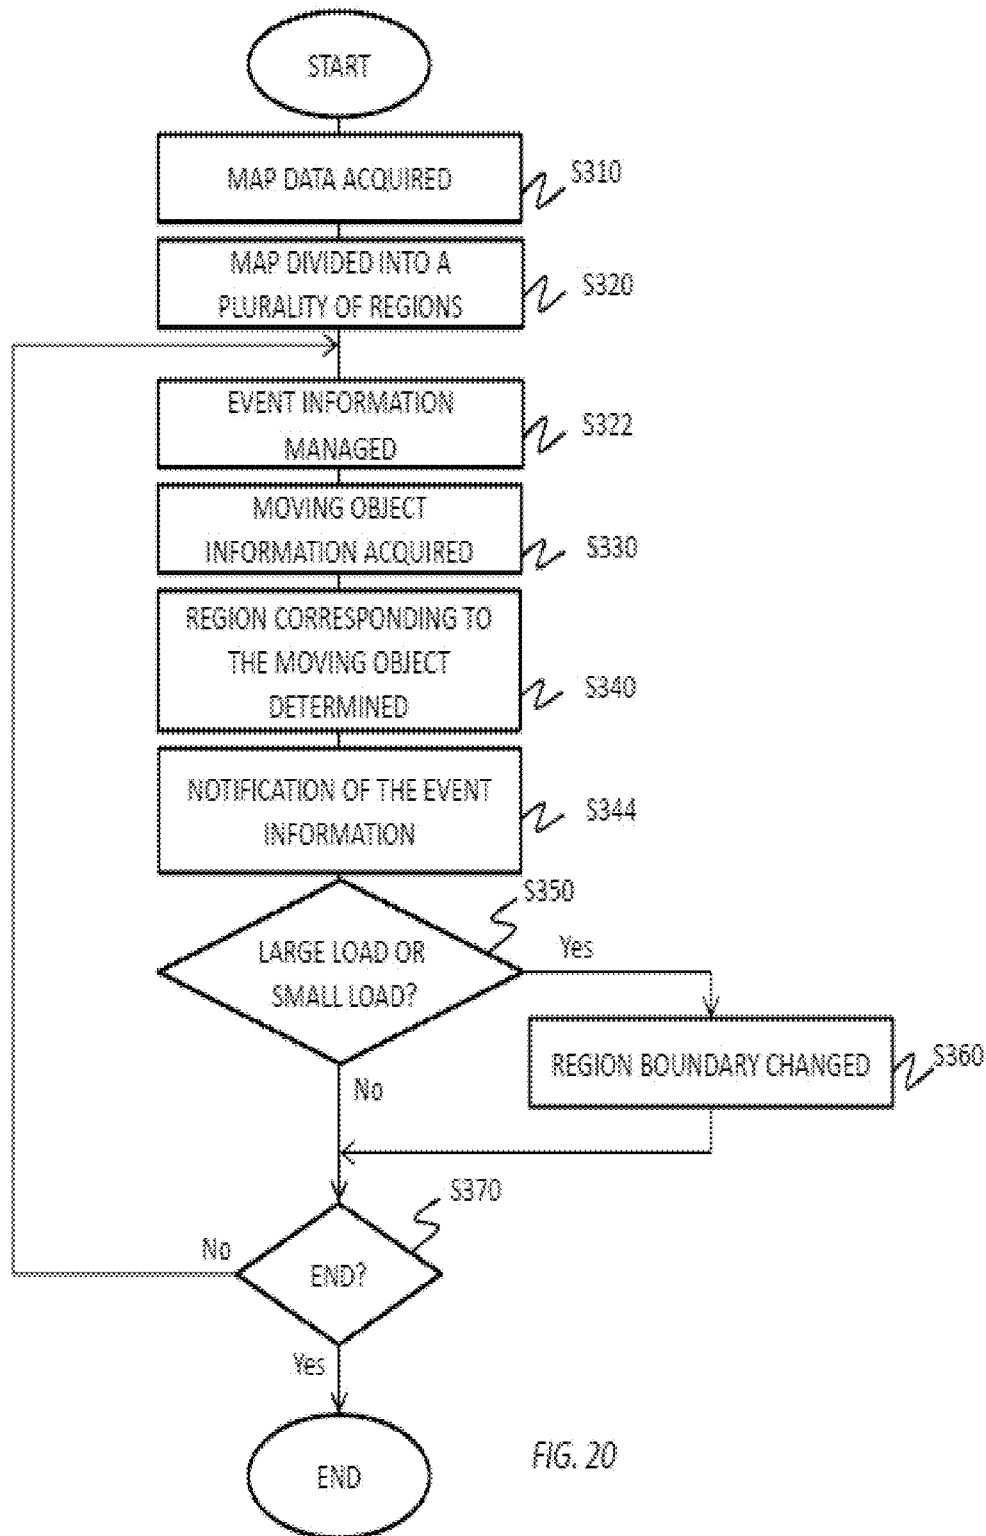 START
MAP DATA ACQUIRED
S310
MAP DIVIDED INTO A
PLURALITY OF REGIONS
S320
EVENT INFORMATION
MANAGED
S322
MOVING OBJECT
INFORMATION ACQUIRED
S330
REGION CORRESPONDING TO
THE MOVING OBJECT
DETERMINED
S340
NOTIFICATION OF THE EVENT
INFORMATION
S344
S350
LARGE LOAD OR
SMALL LOAD?
Yes
REGION BOUNDARY CHANGED
S360
No
S370
END?
No
Yes
END
FIG. 20